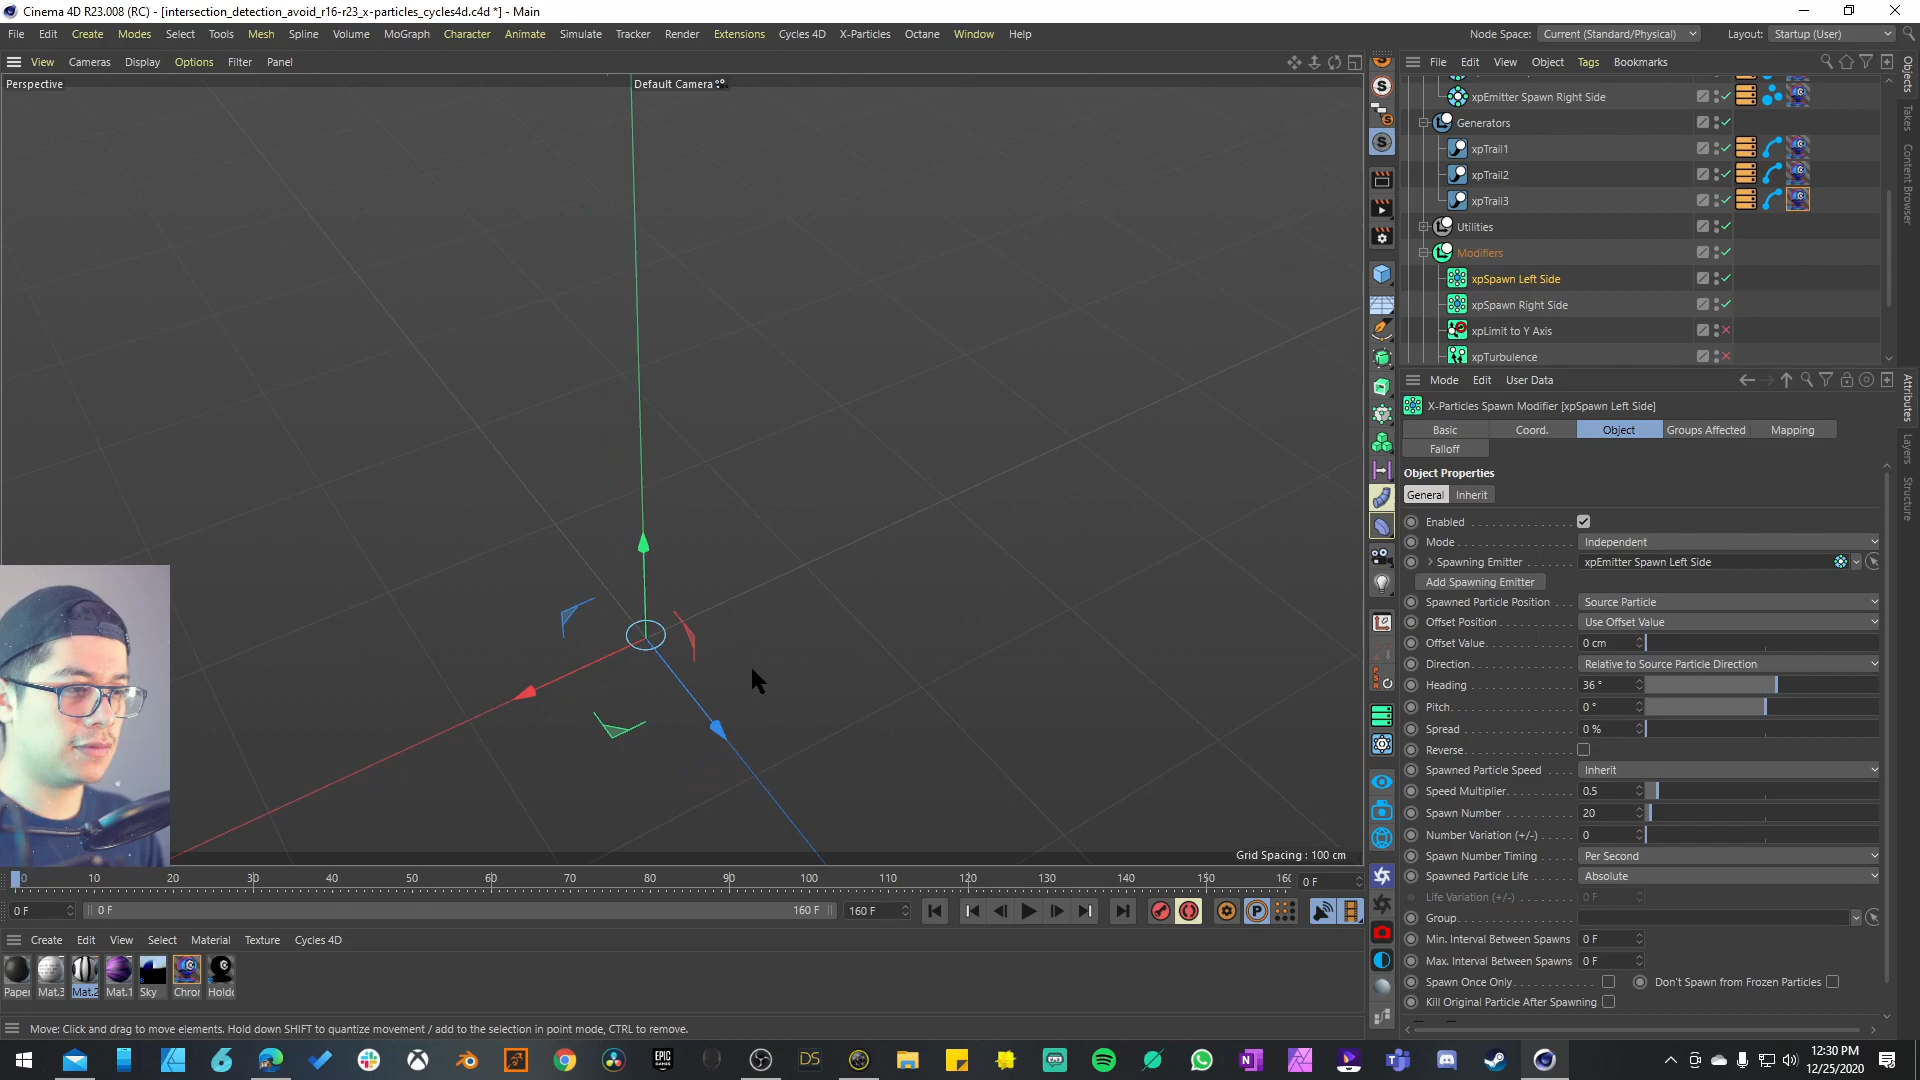 Cinema 4D R23.008 (RC) - [intersection_detection_avoid_r16-r23_x-particles_cycles4d.c4d *] - Main
File Edit Create Modes Select Tools Mesh Spline Volume MoGraph Character Animate Simulate Tracker Render Extensions Cycles 4D X-Particles Octane Window Help Node Space: Current (Standard/Physical) Layout: Startup (User)
View Cameras Display Options Filter Panel
File Edit View Object Tags Bookmarks
Perspective
Default Camera
xpEmitter Spawn Right Side
Generators
xpTrail1
xpTrail2
xpTrail3
Utilities
Modifiers
xpSpawn Left Side
xpSpawn Right Side
xpLimit to Y Axis
xpTurbulence
Objects
Takes
Content Browser
Mode Edit User Data
Attributes
Layers
Structure
X-Particles Spawn Modifier [xpSpawn Left Side]
Basic Coord. Object Groups Affected Mapping
Falloff
Object Properties
General Inherit
Enabled
Mode Independent
Spawning Emitter xpEmitter Spawn Left Side
Add Spawning Emitter
Spawned Particle Position Source Particle
Offset Position Use Offset Value
Offset Value 0 cm
Direction Relative to Source Particle Direction
Heading 36 °
Pitch 0 °
Spread 0 %
Reverse
Spawned Particle Speed Inherit
Speed Multiplier 0.5
Spawn Number 20
Number Variation (+/-) 0
Spawn Number Timing Per Second
Spawned Particle Life Absolute
Life Variation (+/-) 0 F
Group
Min. Interval Between Spawns 0 F
Max. Interval Between Spawns 0 F
Spawn Once Only Don't Spawn from Frozen Particles
Kill Original Particle After Spawning
Grid Spacing : 100 cm
0 10 20 30 40 50 60 70 80 90 100 110 120 130 140 150 0 F
0 F 0 F 160 F 160 F
Create Edit View Select Material Texture Cycles 4D
Paper Mat.3 Mat.2 Mat.1 Sky Chror Holdo
Move: Click and drag to move elements. Hold down SHIFT to quantize movement / add to the selection in point mode, CTRL to remove.
EPIC GAMES
DS
12:30 PM
12/25/2020